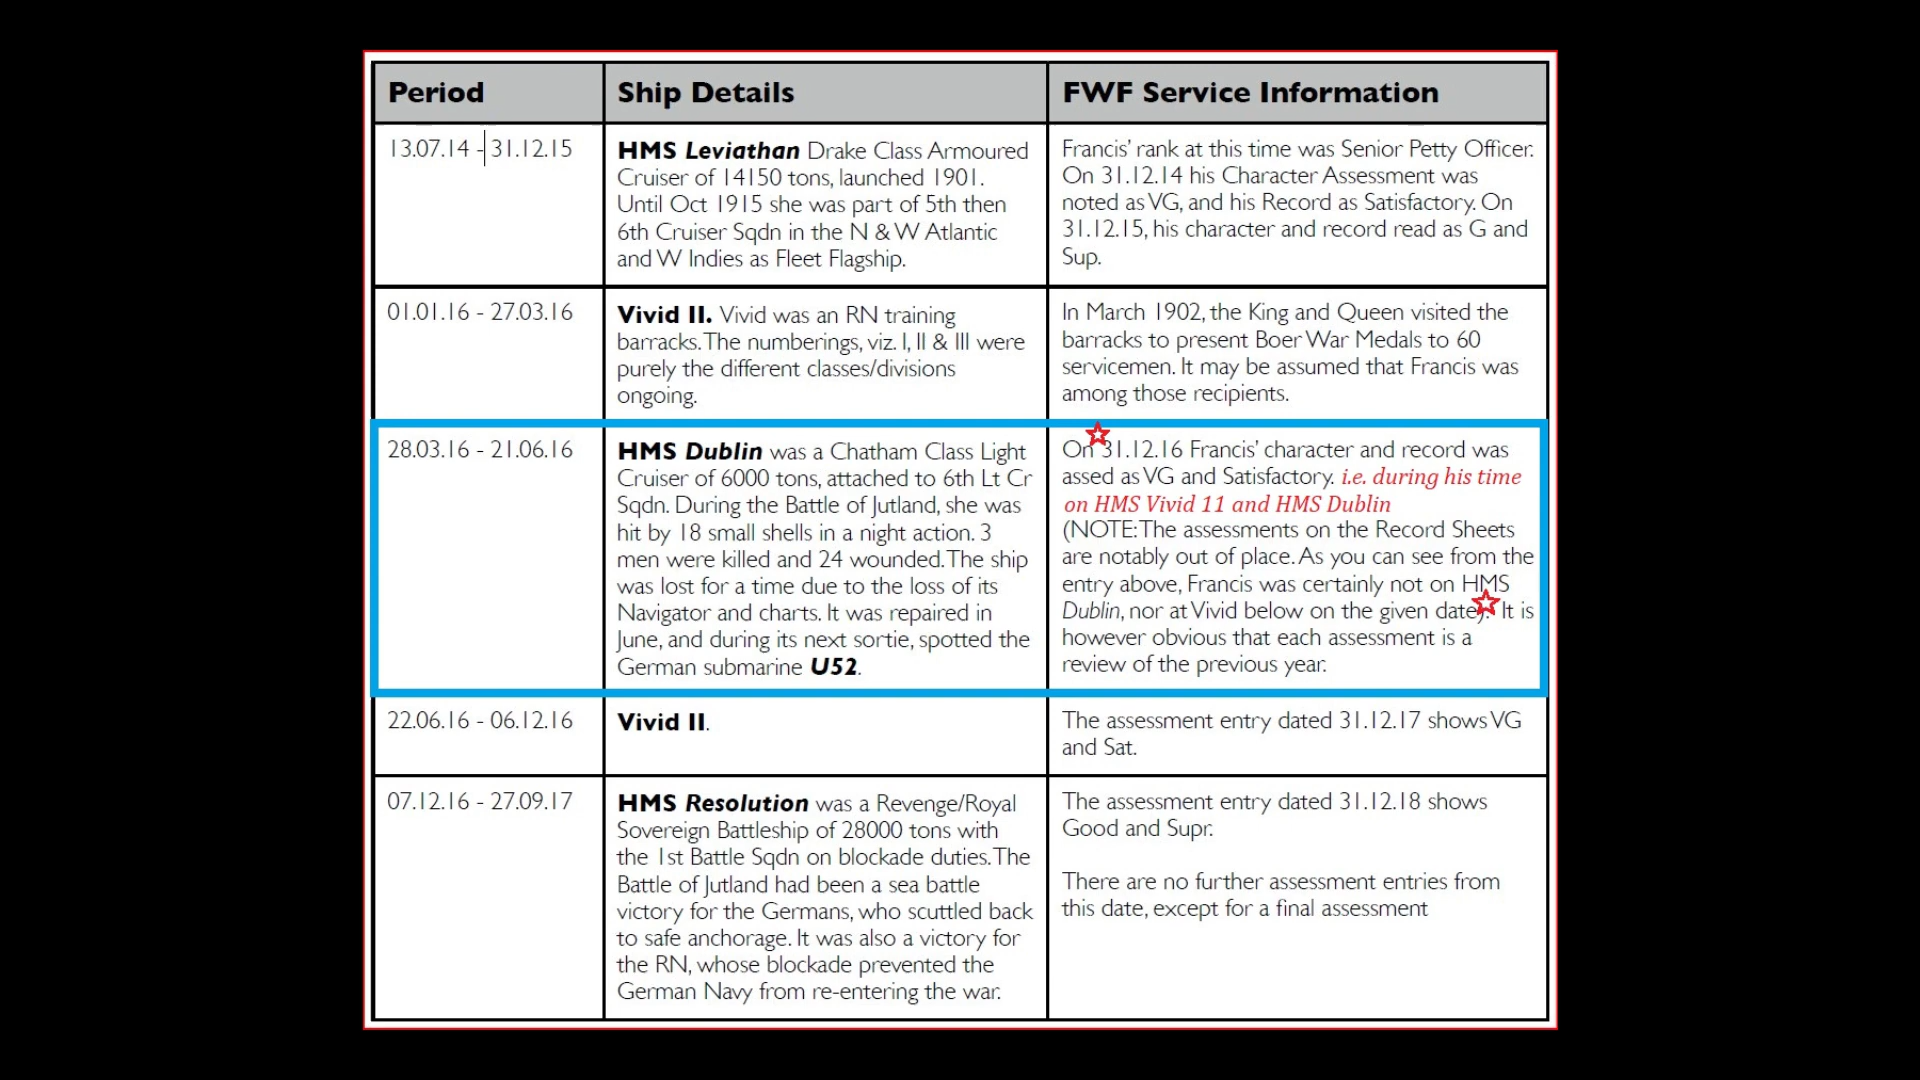 Period
Ship Details
FWF Service Information
13.07.14 - 31.12.15
HMS Leviathan Drake Class Armoured
Cruiser of 14150 tons, launched 1901.
Until Oct 1915 she was part of 5th then
6th Cruiser Sqdn in the N & W Atlantic
and W Indies as Fleet Flagship.
Francis' rank at this time was Senior Petty Officer.
On 31.12.14 his Character Assessment was
noted as VG, and his Record as Satisfactory. On
31.12.15, his character and record read as G and
Sup.
01.01.16 - 27.03.16
Vivid II. Vivid was an RN training
barracks. The numberings, viz. I, II & III were
purely the different classes/divisions
ongoing.
In March 1902, the King and Queen visited the
barracks to present Boer War Medals to 60
servicemen. It may be assumed that Francis was
among those recipients.
28.03.16 - 21.06.16
HMS Dublin was a Chatham Class Light
Cruiser of 6000 tons, attached to 6th Lt Cr
Sqdn. During the Battle of Jutland, she was
hit by 18 small shells in a night action. 3
men were killed and 24 wounded. The ship
was lost for a time due to the loss of its
Navigator and charts. It was repaired in
June, and during its next sortie, spotted the
German submarine U52.
On 31.12.16 Francis' character and record was
assed as VG and Satisfactory. i.e. during his time
on HMS Vivid 11 and HMS Dublin
(NOTE: The assessments on the Record Sheets
are notably out of place. As you can see from the
entry above, Francis was certainly not on HMS
Dublin, nor at Vivid below on the given date). It is
however obvious that each assessment is a
review of the previous year.
22.06.16 - 06.12.16
Vivid II.
The assessment entry dated 31.12.17 shows VG
and Sat.
07.12.16 - 27.09.17
HMS Resolution was a Revenge/Royal
Sovereign Battleship of 28000 tons with
the 1st Battle Sqdn on blockade duties. The
Battle of Jutland had been a sea battle
victory for the Germans, who scuttled back
to safe anchorage. It was also a victory for
the RN, whose blockade prevented the
German Navy from re-entering the war.
The assessment entry dated 31.12.18 shows
Good and Supr.
There are no further assessment entries from
this date, except for a final assessment